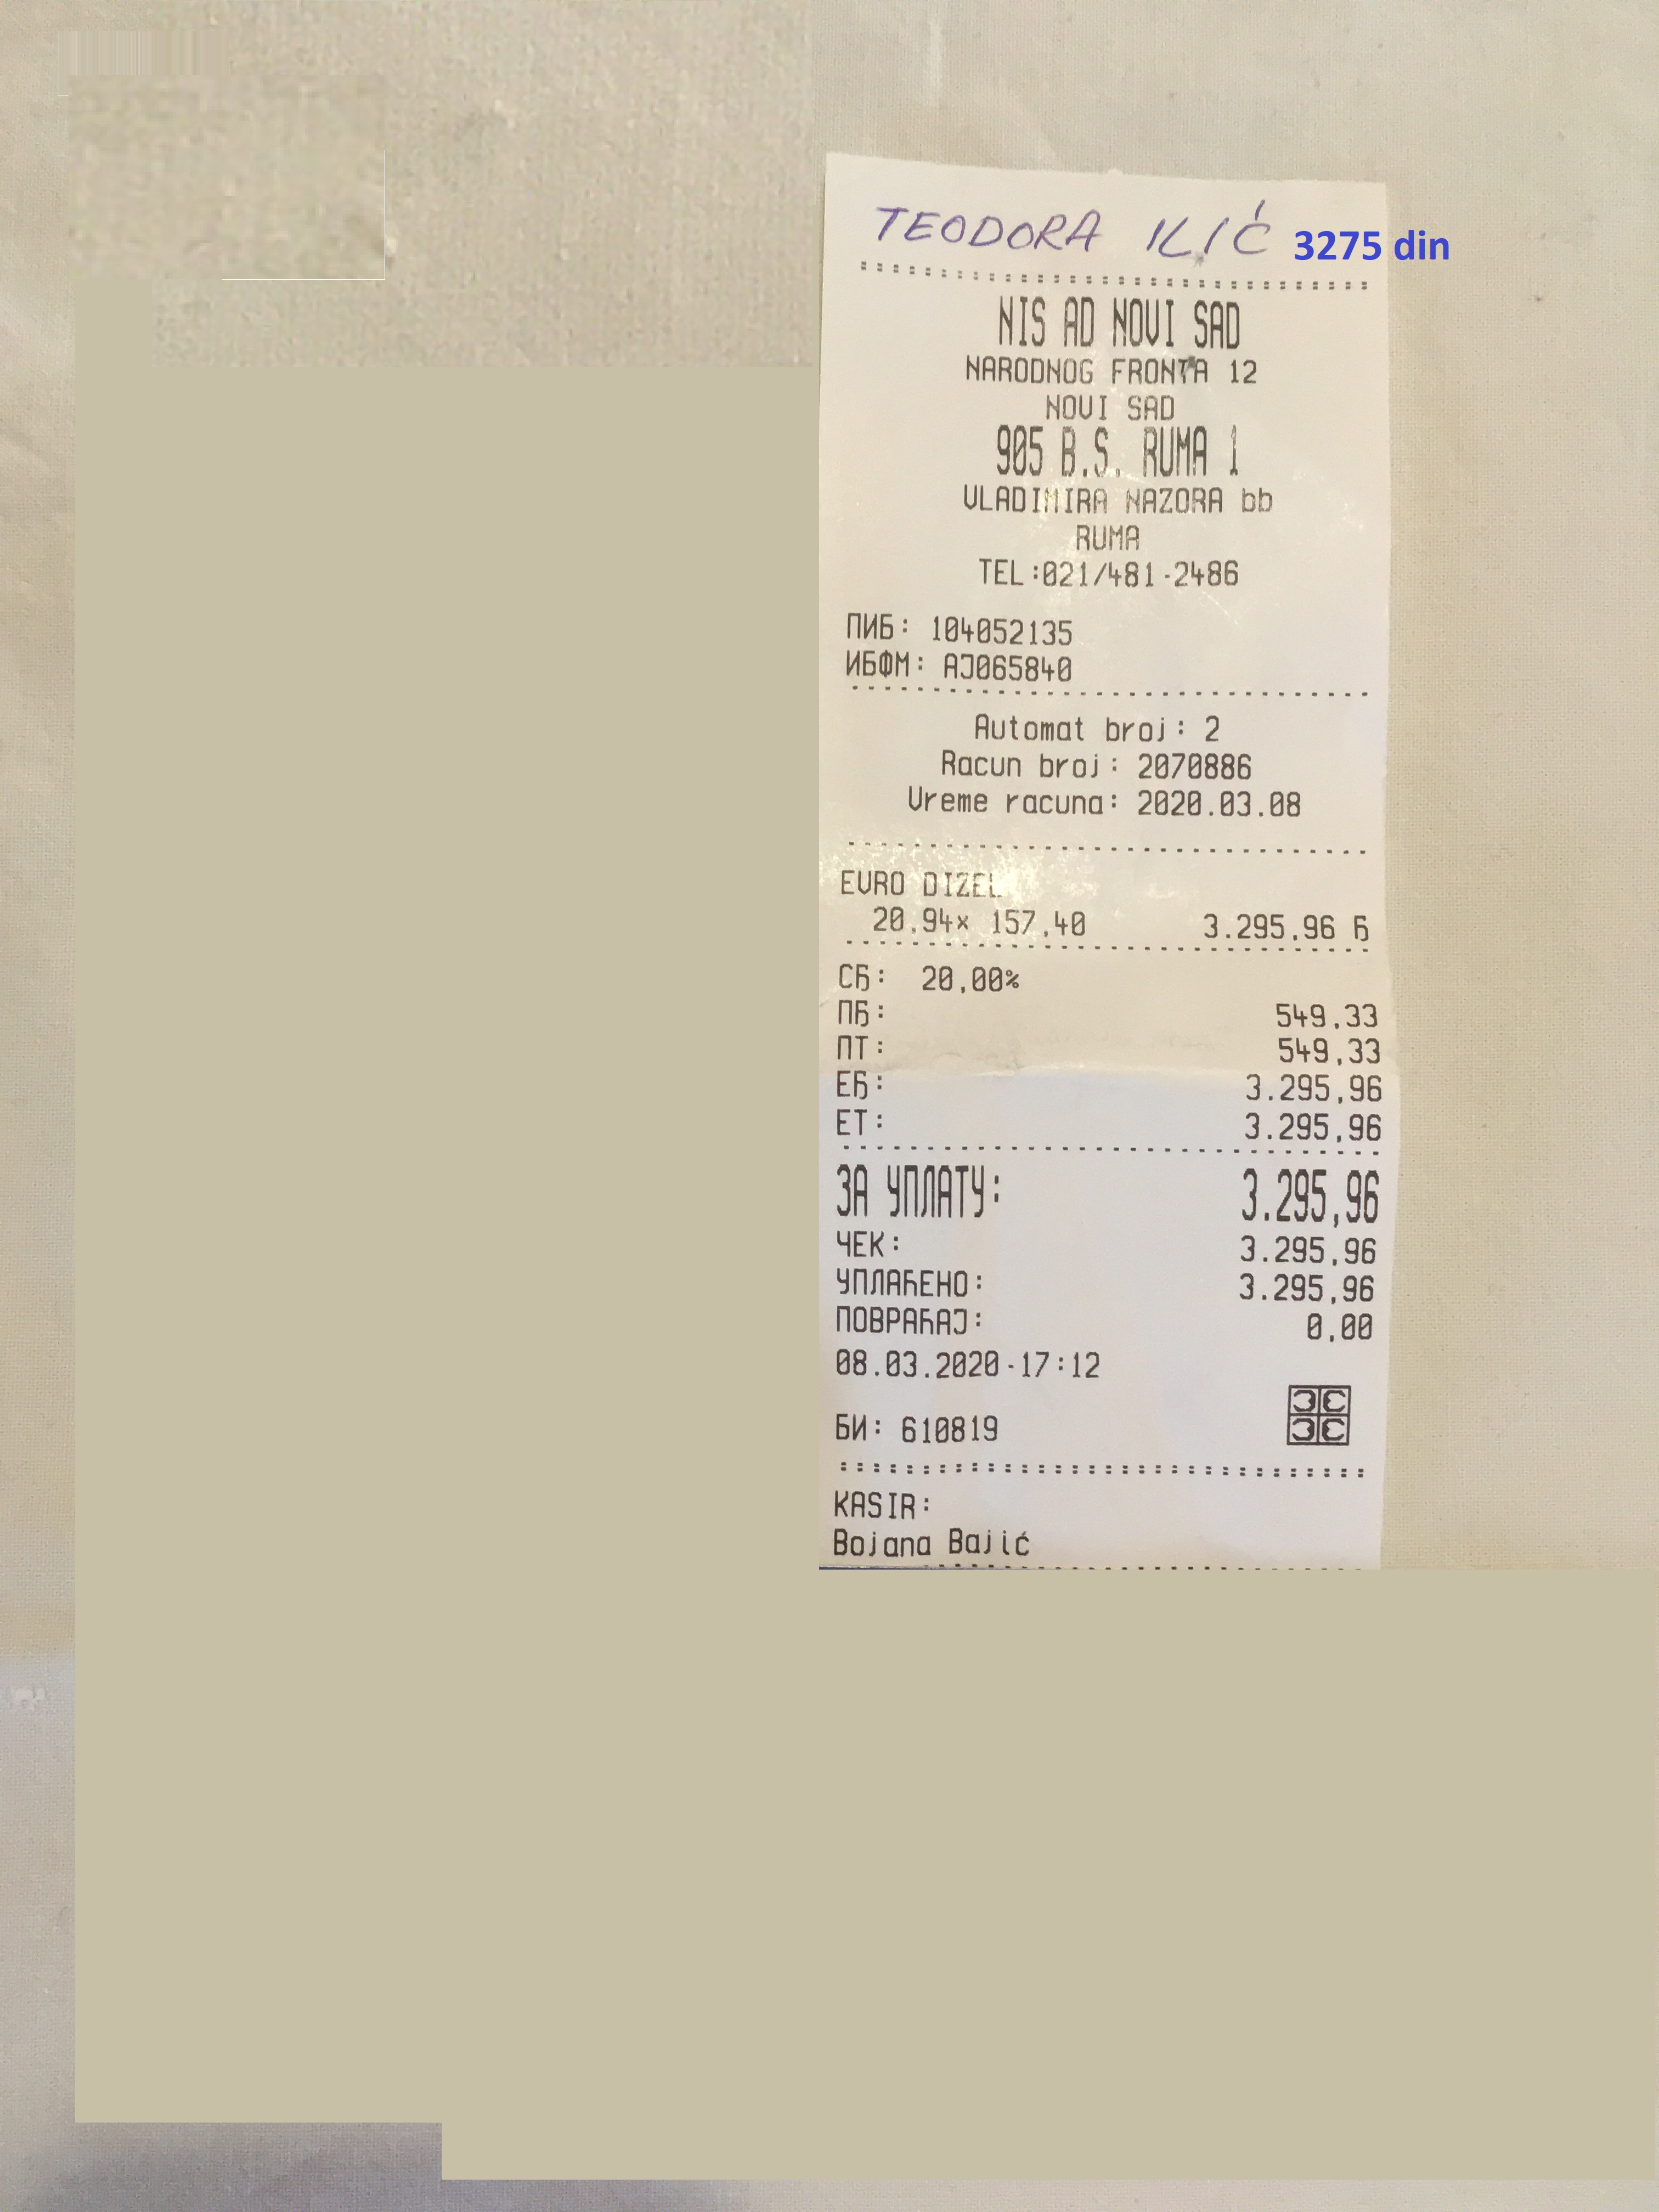 TEODORA ILIĆ 3275 din
NIS AD NOVI SAD
NARODNOG FRONTA 12
NOVI SAD
905 B.S. RUMA 1
VLADIMIRA NAZORA bb
RUMA
TEL:021/481-2486
ПИБ: 104052135
ИБФМ: AJ065840
Automat broj: 2
Racun broj: 2070886
Vreme racuna: 2020.03.08
EVRO DIZEL
20,94x 157,40 3.295,96 Ђ
СЂ: 20,00%
ПЂ: 549,33
ПТ: 549,33
ЕЂ: 3.295,96
ЕТ: 3.295,96
ЗА УПЛАТУ: 3.295,96
ЧЕК: 3.295,96
УПЛАЋЕНО: 3.295,96
ПОВРАЋАЈ: 0,00
08.03.2020-17:12
БИ: 610819
KASIR:
Bojana Bajić